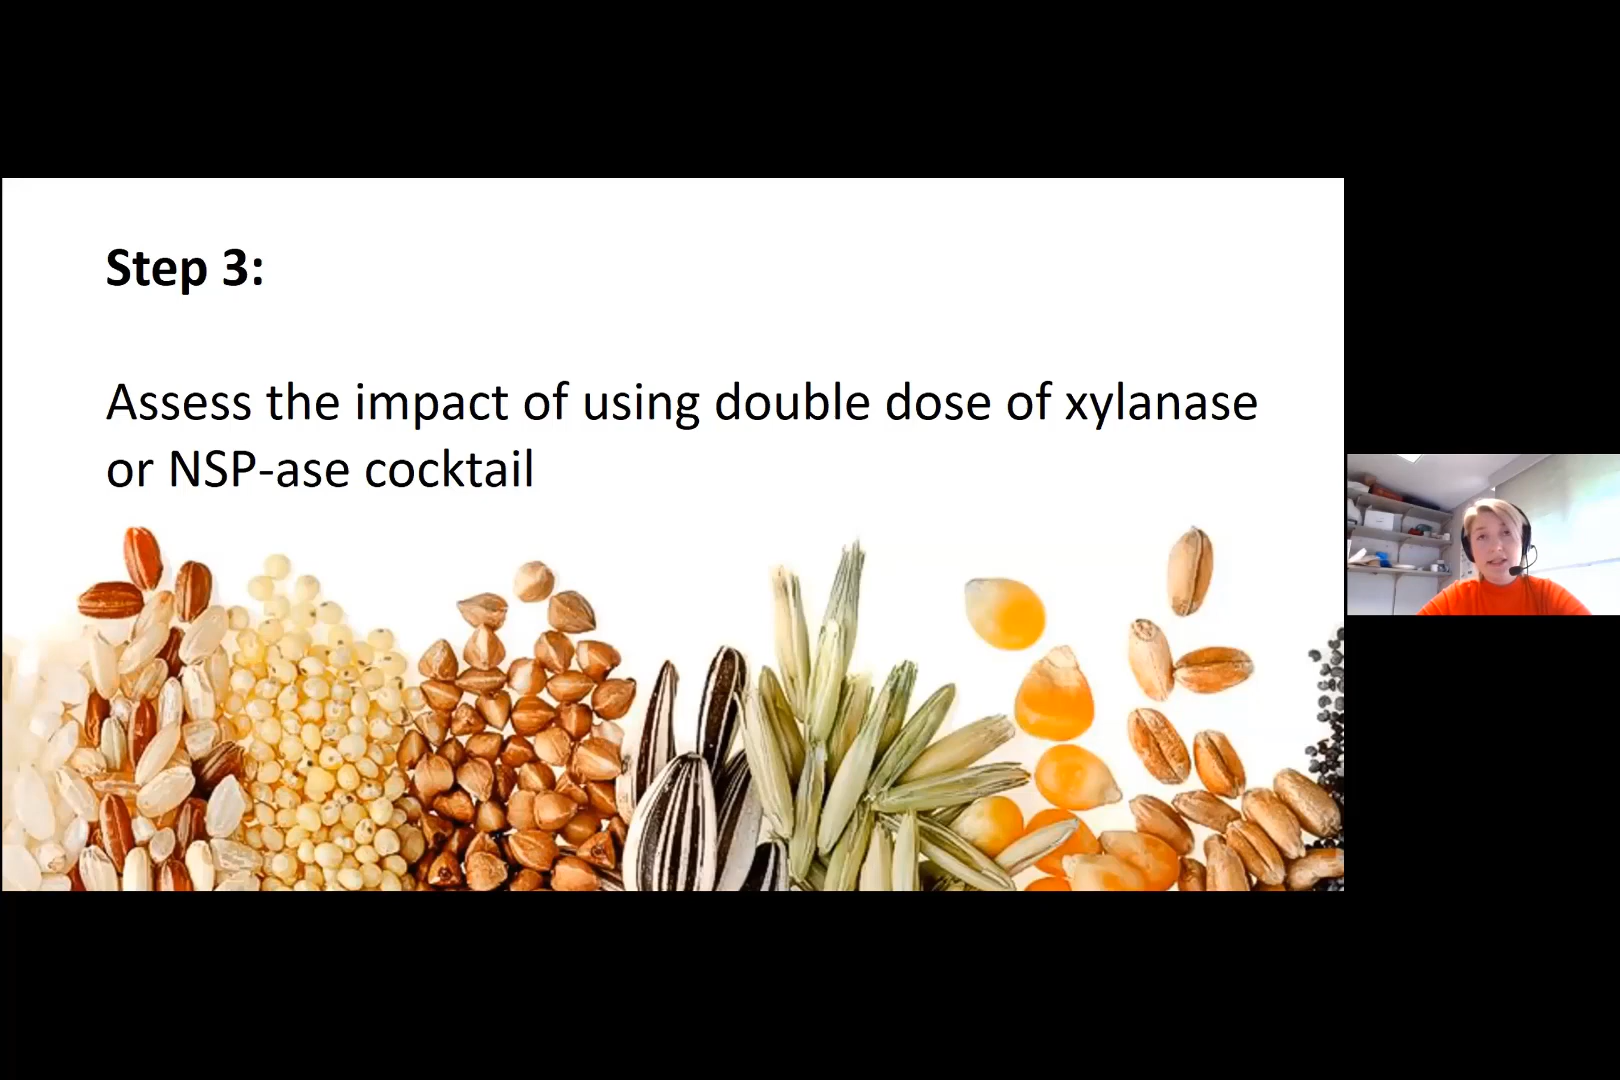 Step 3:
Assess the impact of using double dose of xylanase
or NSP-ase cocktail